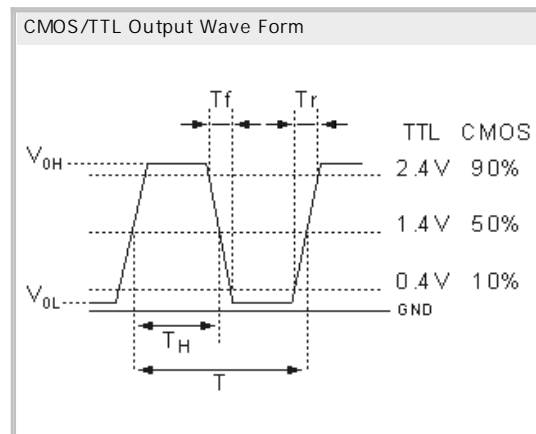 CMOS/TTL Output Wave Form
Tf Tr
TTL CMOS
V0H 2.4V 90%
1.4V 50%
0.4V 10%
V0L
GND
TH
T